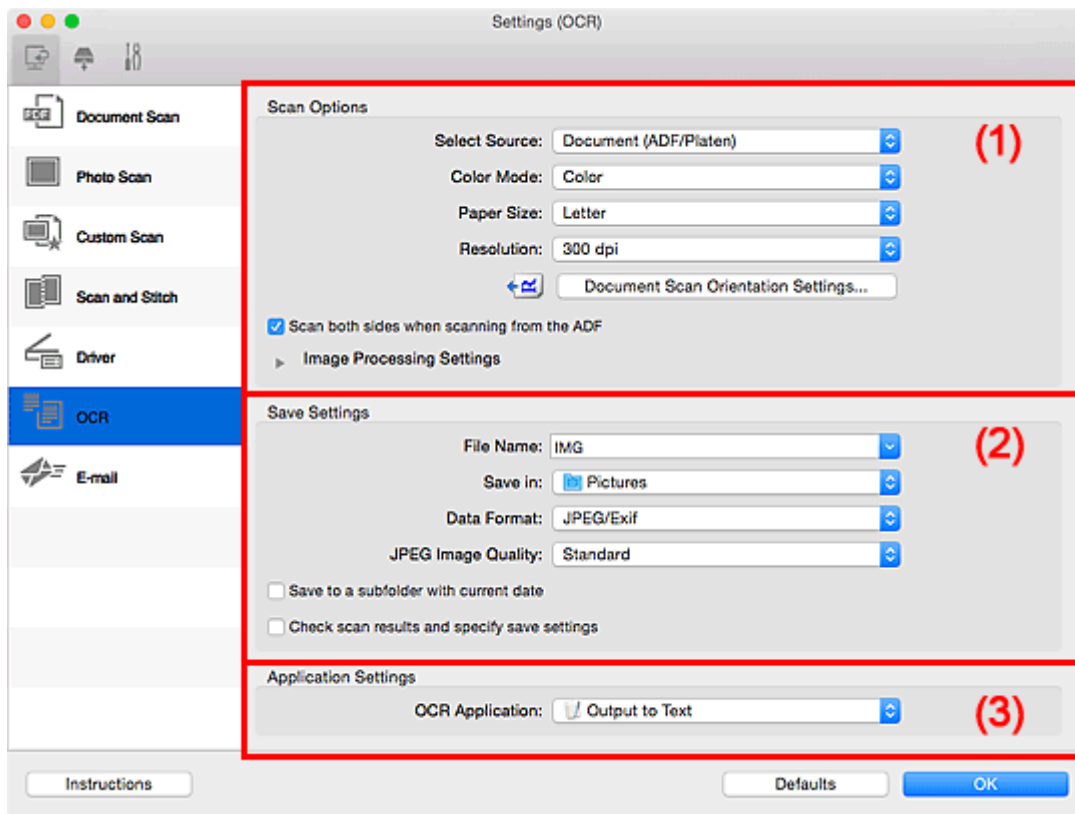 Settings (OCR)
Document Scan
Photo Scan
Custom Scan
Scan and Stitch
Driver
OCR
E-mail
Scan Options
(1)
Select Source: Document (ADF/Platen)
Color Mode: Color
Paper Size: Letter
Resolution: 300 dpi
Document Scan Orientation Settings...
Scan both sides when scanning from the ADF
Image Processing Settings
Save Settings
(2)
File Name: IMG
Save in: Pictures
Data Format: JPEG/Exif
JPEG Image Quality: Standard
Save to a subfolder with current date
Check scan results and specify save settings
Application Settings
(3)
OCR Application: Output to Text
Instructions
Defaults
OK